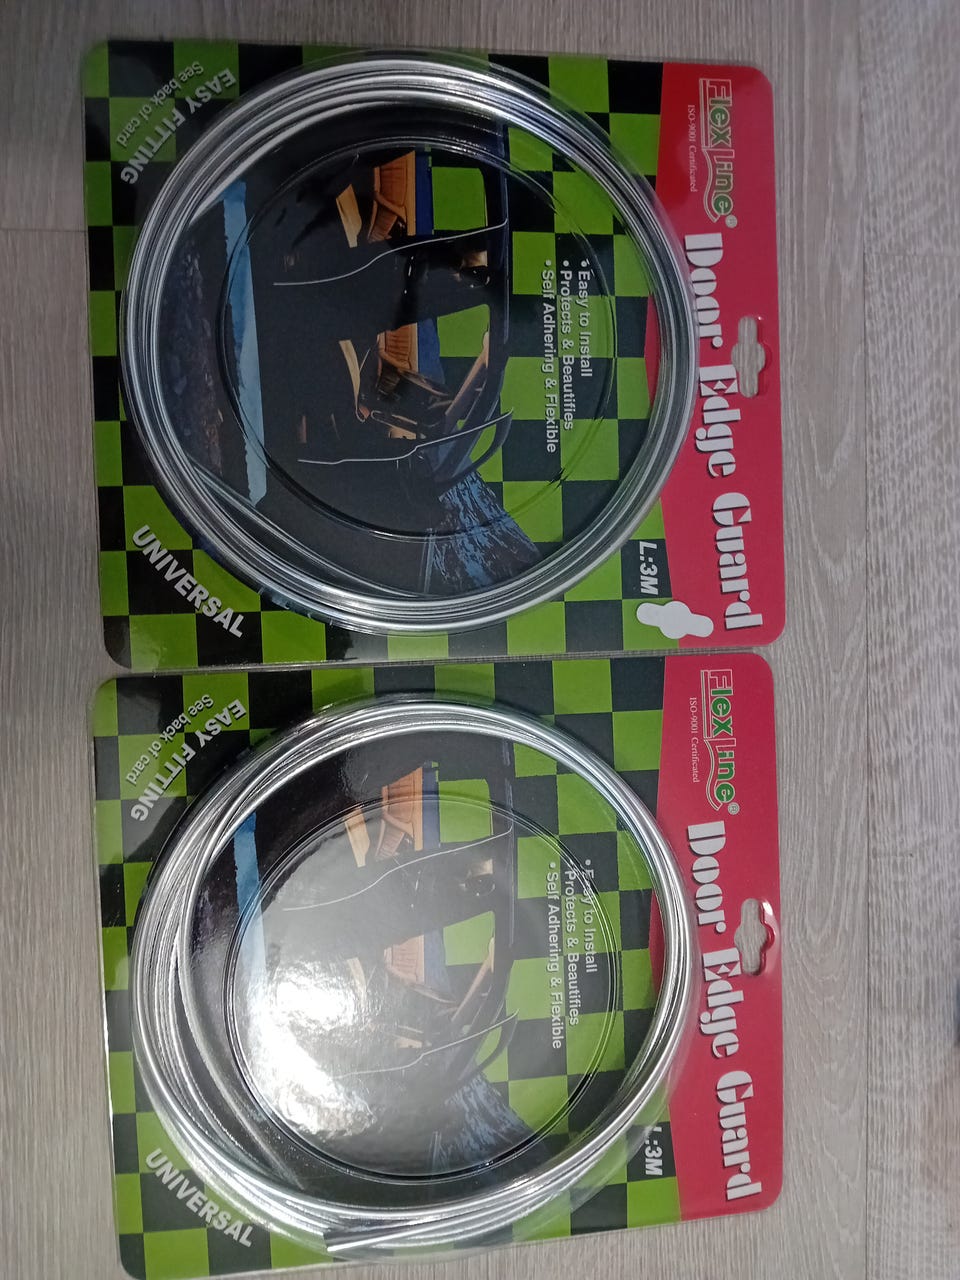 Flex Line®
ISO-9001 Certificated
Door Edge Guard
• Easy to Install
• Protects & Beautifies
• Self Adhering & Flexible
L:3M
EASY FITTING
See back of card
UNIVERSAL
Flex Line®
ISO-9001 Certificated
Door Edge Guard
• Easy to Install
• Protects & Beautifies
• Self Adhering & Flexible
L:3M
EASY FITTING
See back of card
UNIVERSAL